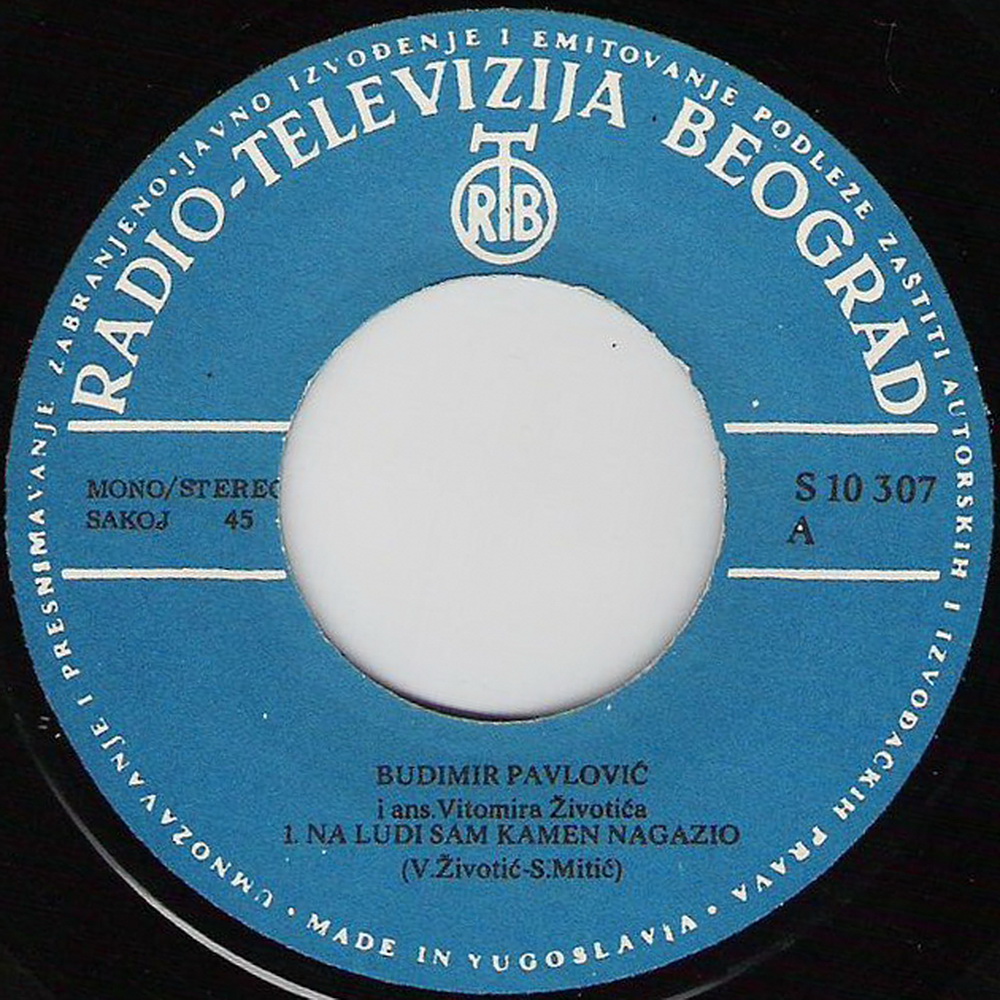 UMNOŽAVANJE I PRESNIMAVANJE ZABRANJENO · JAVNO IZVOĐENJE I EMITOVANJE PODLEŽE ZAŠTITI AUTORSKIH I IZVOĐAČKIH PRAVA · MADE IN YUGOSLAVIA ·
RADIO-TELEVIZIJA BEOGRAD
RTB
MONO/STEREO
SAKOJ 45
S 10 307
A
BUDIMIR PAVLOVIĆ
i ans. Vitomira Životića
1. NA LUDI SAM KAMEN NAGAZIO
(V.Životić-S.Mitić)